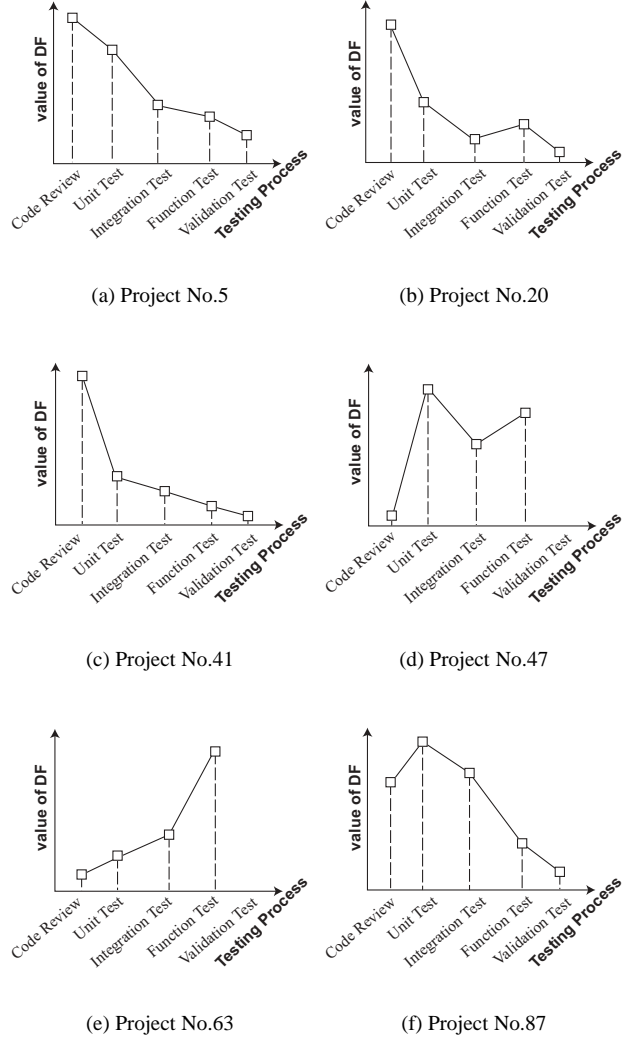 value of DF
Code Review
Unit Test
Integration Test
Function Test
Validation Test
Testing Process
(a) Project No.5
value of DF
Code Review
Unit Test
Integration Test
Function Test
Validation Test
Testing Process
(b) Project No.20
value of DF
Code Review
Unit Test
Integration Test
Function Test
Validation Test
Testing Process
(c) Project No.41
value of DF
Code Review
Unit Test
Integration Test
Function Test
Validation Test
Testing Process
(d) Project No.47
value of DF
Code Review
Unit Test
Integration Test
Function Test
Validation Test
Testing Process
(e) Project No.63
value of DF
Code Review
Unit Test
Integration Test
Function Test
Validation Test
Testing Process
(f) Project No.87